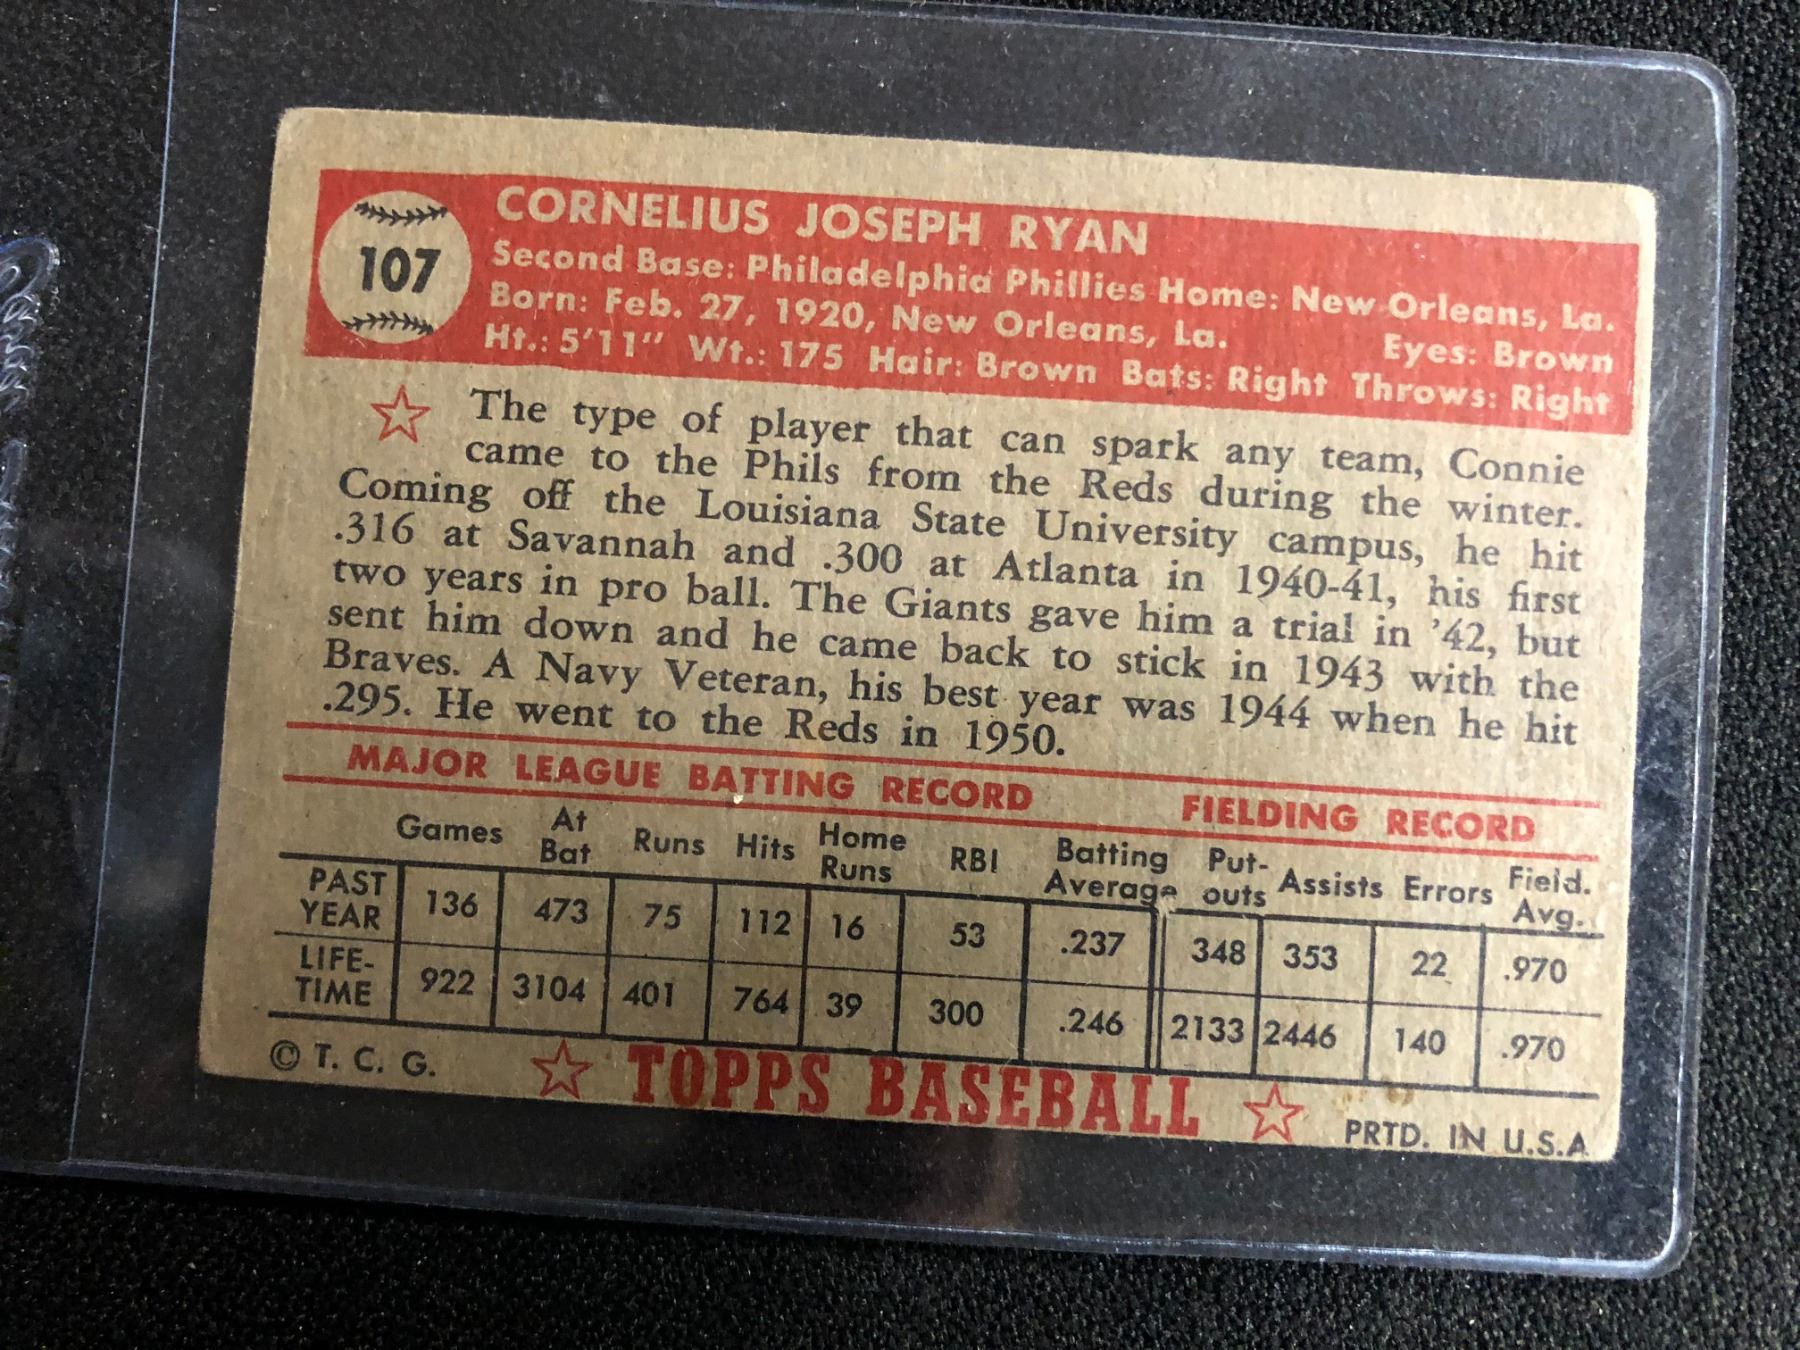 107
CORNELIUS JOSEPH RYAN
Second Base: Philadelphia Phillies Home: New Orleans, La.
Born: Feb. 27, 1920, New Orleans, La. Eyes: Brown
Ht.: 5'11" Wt.: 175 Hair: Brown Bats: Right Throws: Right
The type of player that can spark any team, Connie
came to the Phils from the Reds during the winter.
Coming off the Louisiana State University campus, he hit
.316 at Savannah and .300 at Atlanta in 1940-41, his first
two years in pro ball. The Giants gave him a trial in '42, but
sent him down and he came back to stick in 1943 with the
Braves. A Navy Veteran, his best year was 1944 when he hit
.295. He went to the Reds in 1950.
MAJOR LEAGUE BATTING RECORD FIELDING RECORD
Games At Bat Runs Hits Home Runs RBI Batting Average Put-outs Assists Errors Field. Avg.
PAST YEAR 136 473 75 112 16 53 .237 348 353 22 .970
LIFE-TIME 922 3104 401 764 39 300 .246 2133 2446 140 .970
© T. C. G. TOPPS BASEBALL PRTD. IN U.S.A